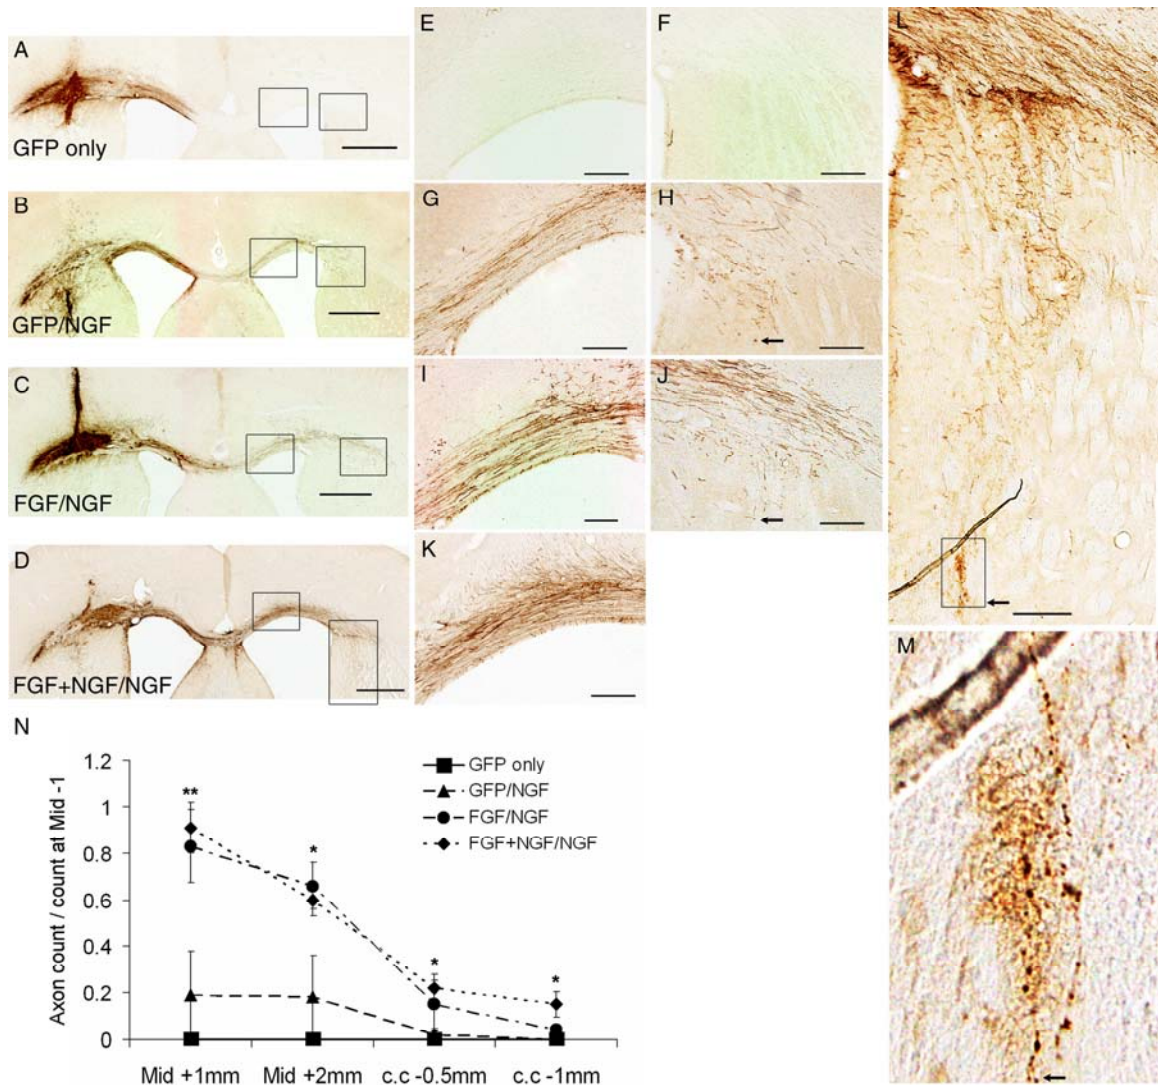 A
GFP only
B
GFP/NGF
C
FGF/NGF
D
FGF+NGF/NGF
E
F
G
H
I
J
K
L
M
N
Axon count / count at Mid -1
1.2
1
0.8
0.6
0.4
0.2
0
**
*
*
*
GFP only
GFP/NGF
FGF/NGF
FGF+NGF/NGF
Mid +1mm
Mid +2mm
c.c -0.5mm
c.c -1mm